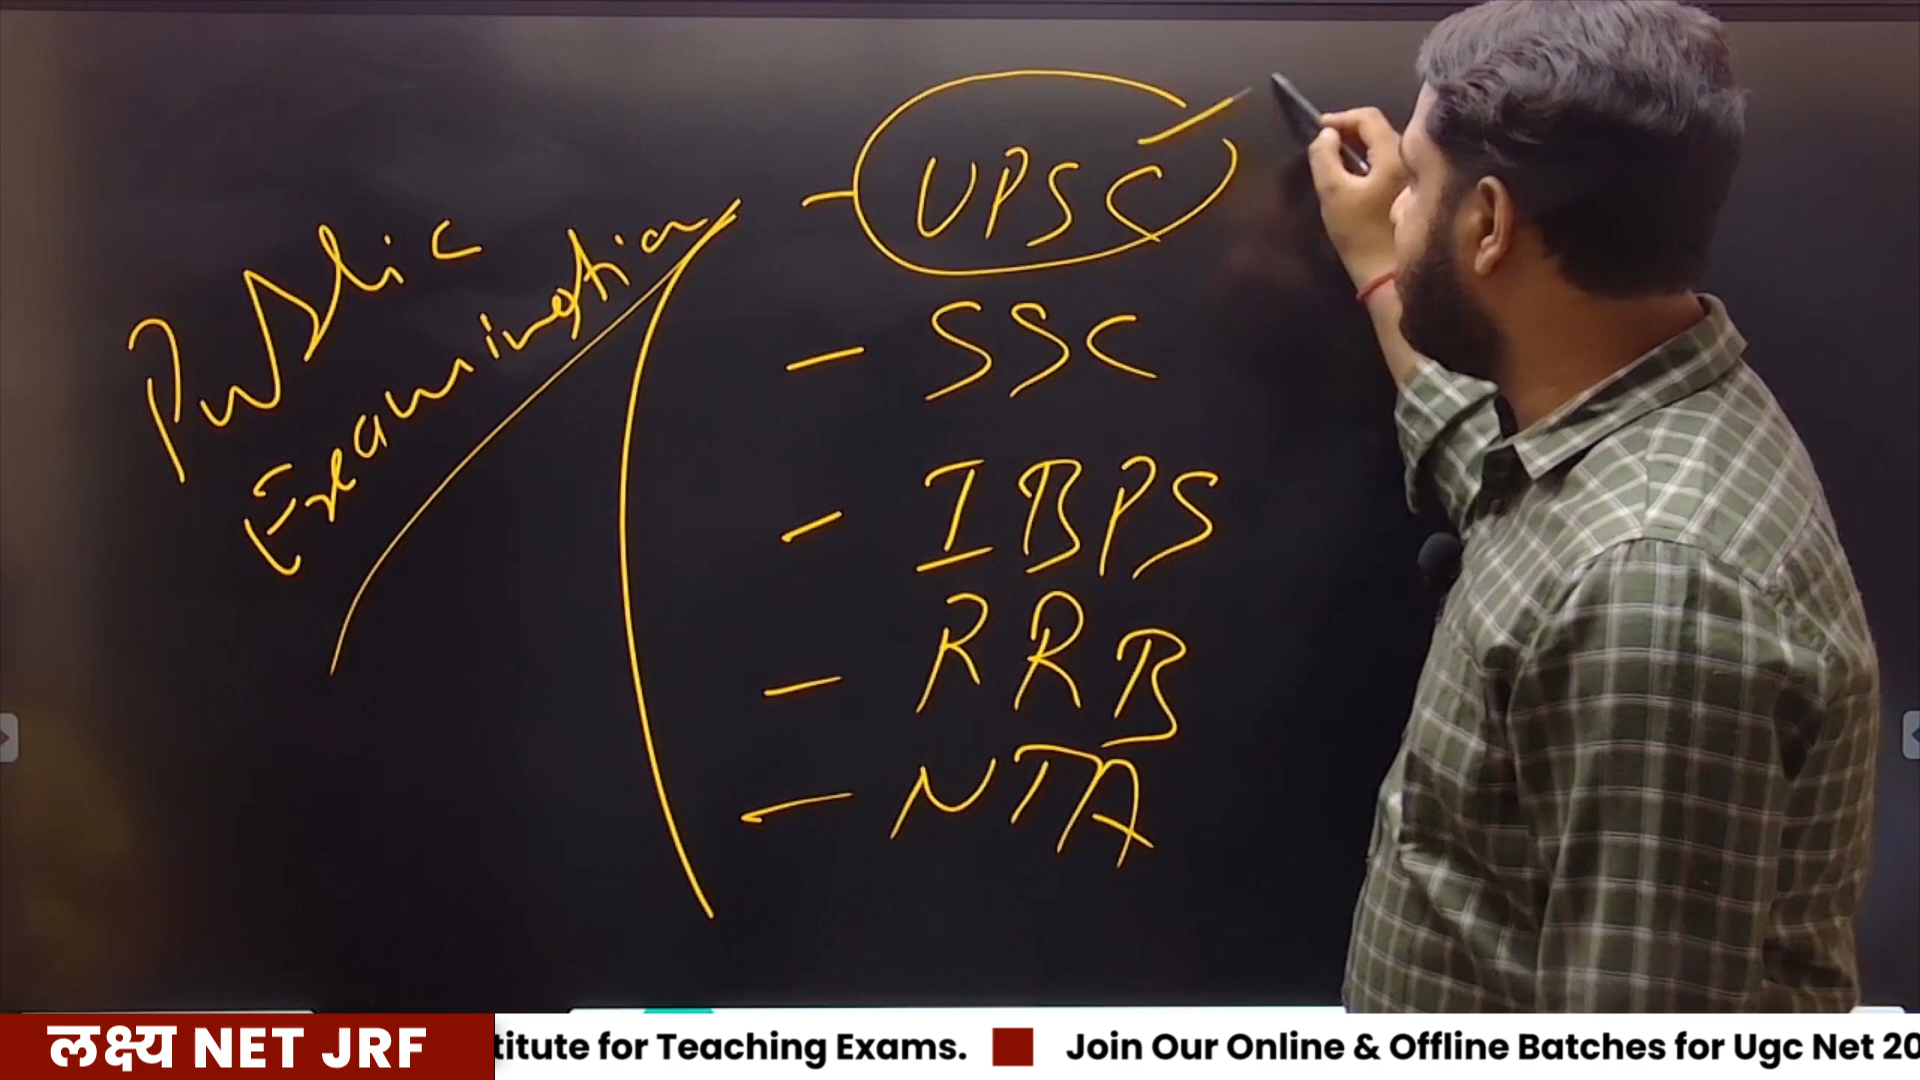 Public
Examination
- UPSC
- SSC
- IBPS
- RRB
- NTA
लक्ष्य NET JRF
titute for Teaching Exams. Join Our Online & Offline Batches for Ugc Net 20